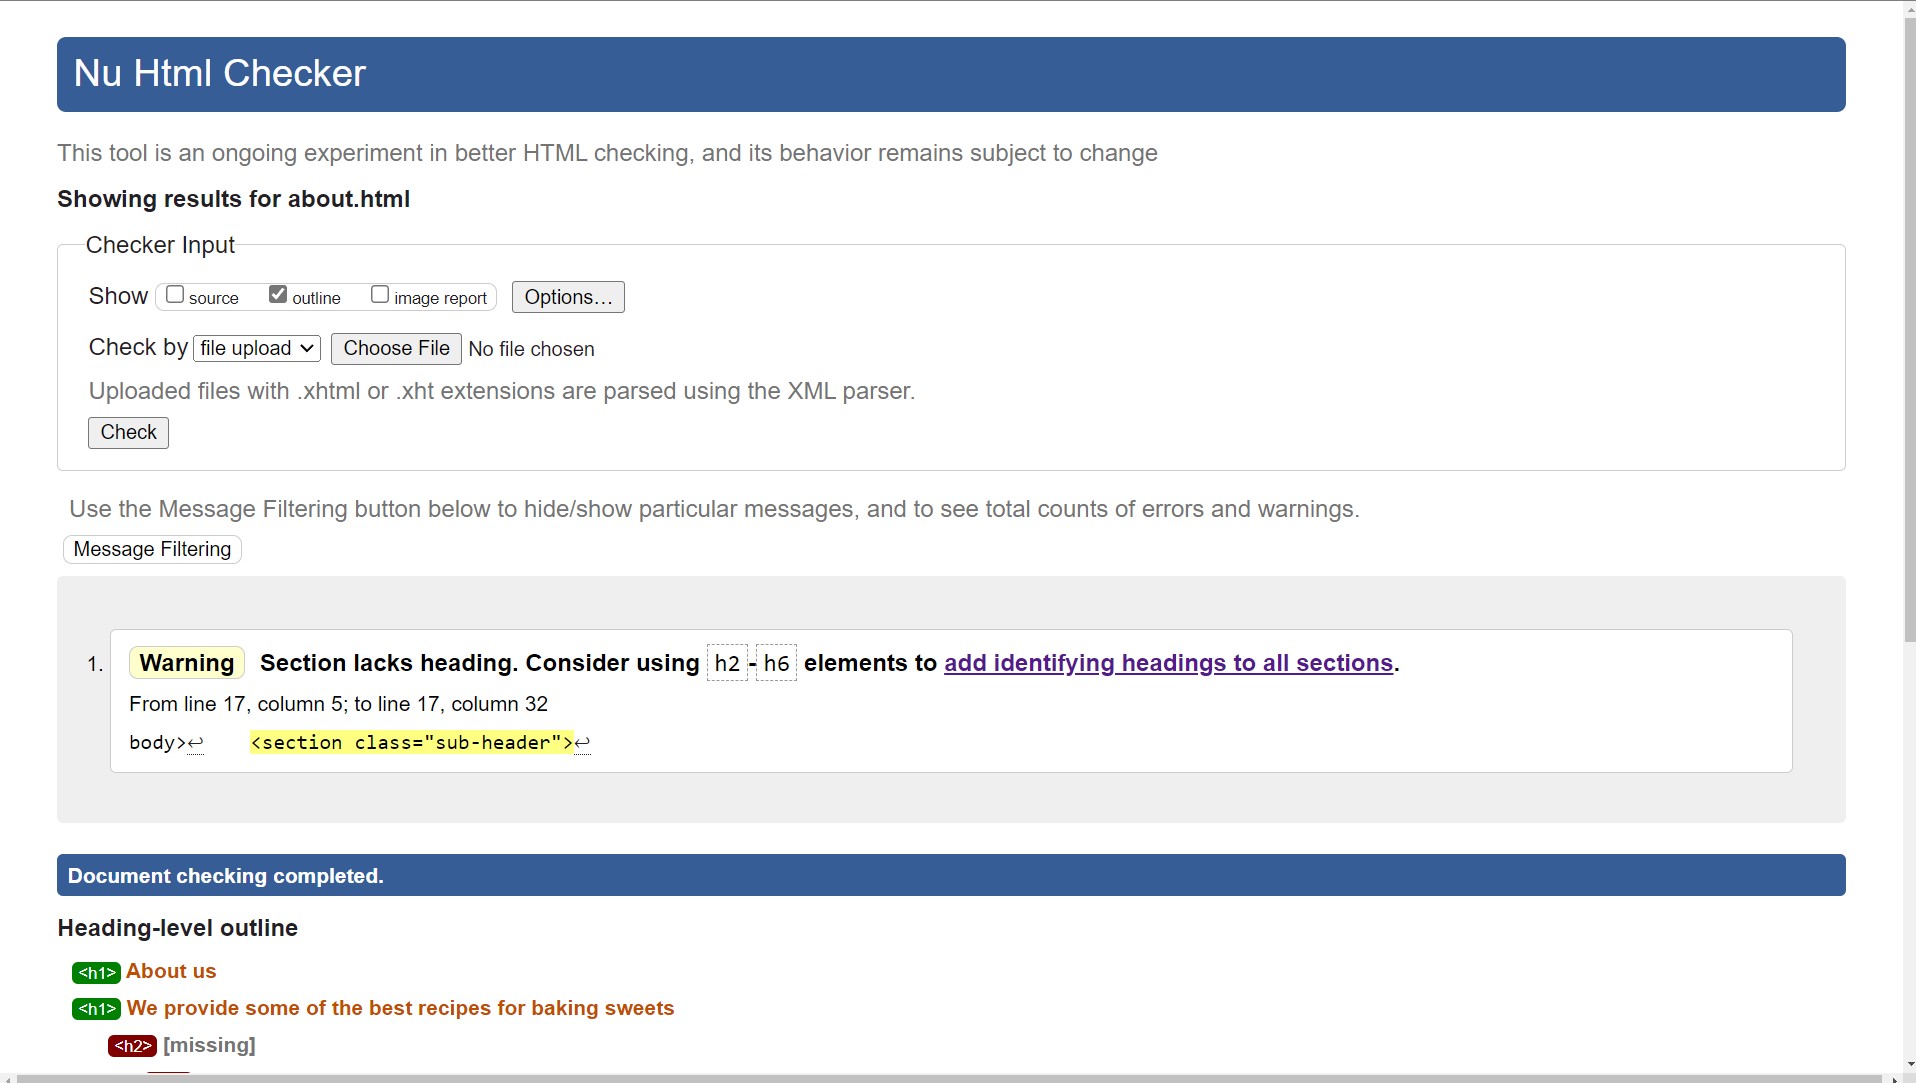 Nu Html Checker
This tool is an ongoing experiment in better HTML checking, and its behavior remains subject to change
Showing results for about.html
Checker Input
Show source outline image report Options...
Check by file upload Choose File No file chosen
Uploaded files with .xhtml or .xht extensions are parsed using the XML parser.
Check
Use the Message Filtering button below to hide/show particular messages, and to see total counts of errors and warnings.
Message Filtering
1. Warning Section lacks heading. Consider using h2-h6 elements to add identifying headings to all sections.
From line 17, column 5; to line 17, column 32
body>↩ <section class="sub-header">↩
Document checking completed.
Heading-level outline
<h1> About us
<h1> We provide some of the best recipes for baking sweets
<h2> [missing]